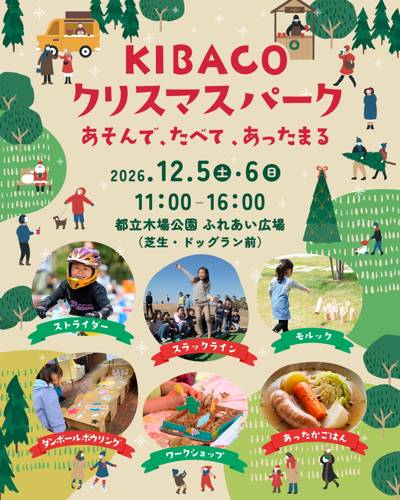 KIBACO
クリスマスパーク
あそんで、たべて、あったまる
2026.12.5土・6日
11:00-16:00
都立木場公園 ふれあい広場
(芝生・ドッグラン前)
ストライダー
スラックライン
モルック
ダンボールボウリング
ワークショップ
あったかごはん